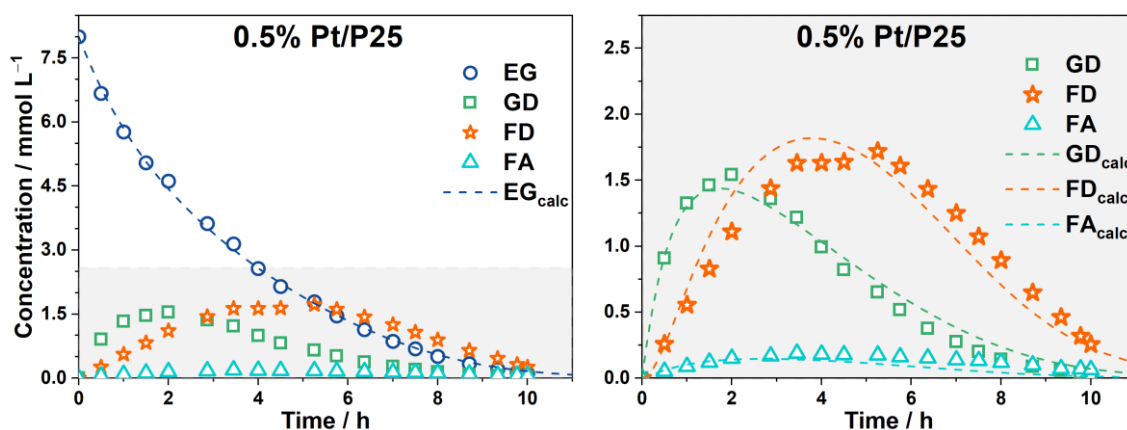 0.5% Pt/P25
EG
GD
FD
FA
EGcalc
Concentration / mmol L⁻¹
7.5
6.0
4.5
3.0
1.5
0.0
0 2 4 6 8 10
Time / h
0.5% Pt/P25
GD
FD
FA
GDcalc
FDcalc
FAcalc
2.5
2.0
1.5
1.0
0.5
0.0
0 2 4 6 8 10
Time / h